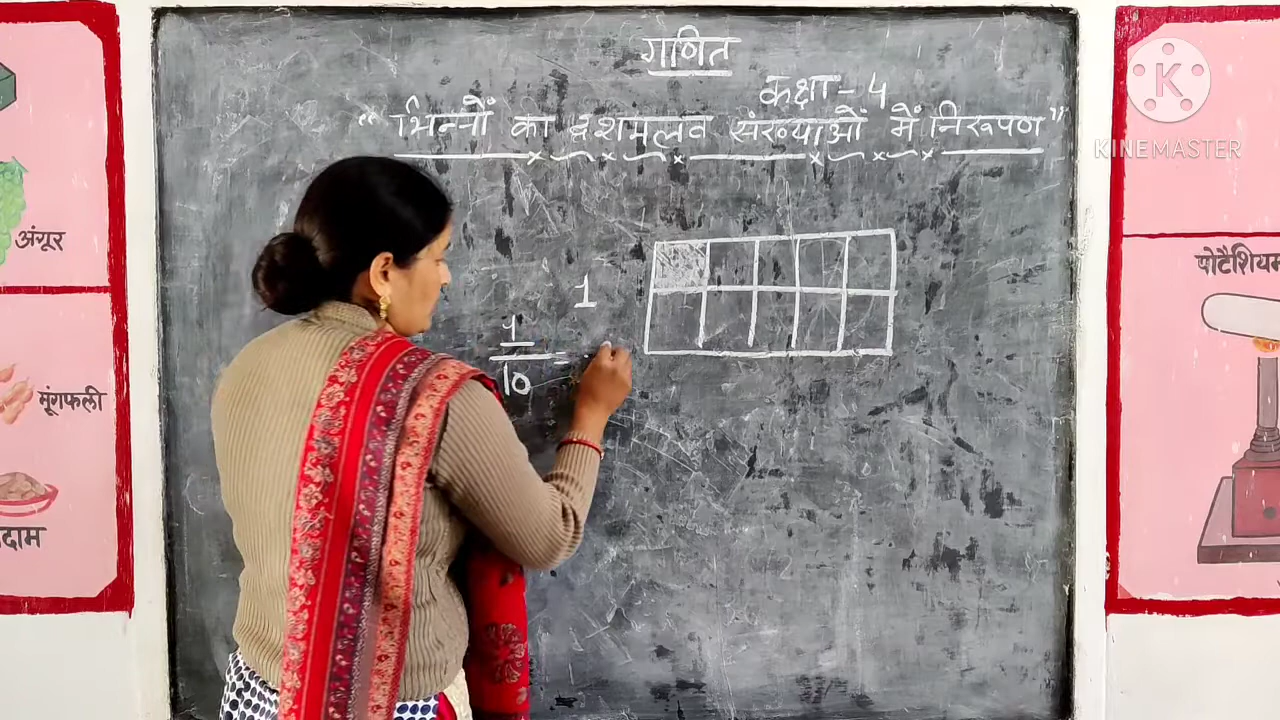 गणित
कक्षा - 4
“ भिन्नों का दशमलव संख्याओं में निरूपण ”
1
1
10 =
अंगूर
मूंगफली
दाम
पोटैशियम
K
KINEMASTER